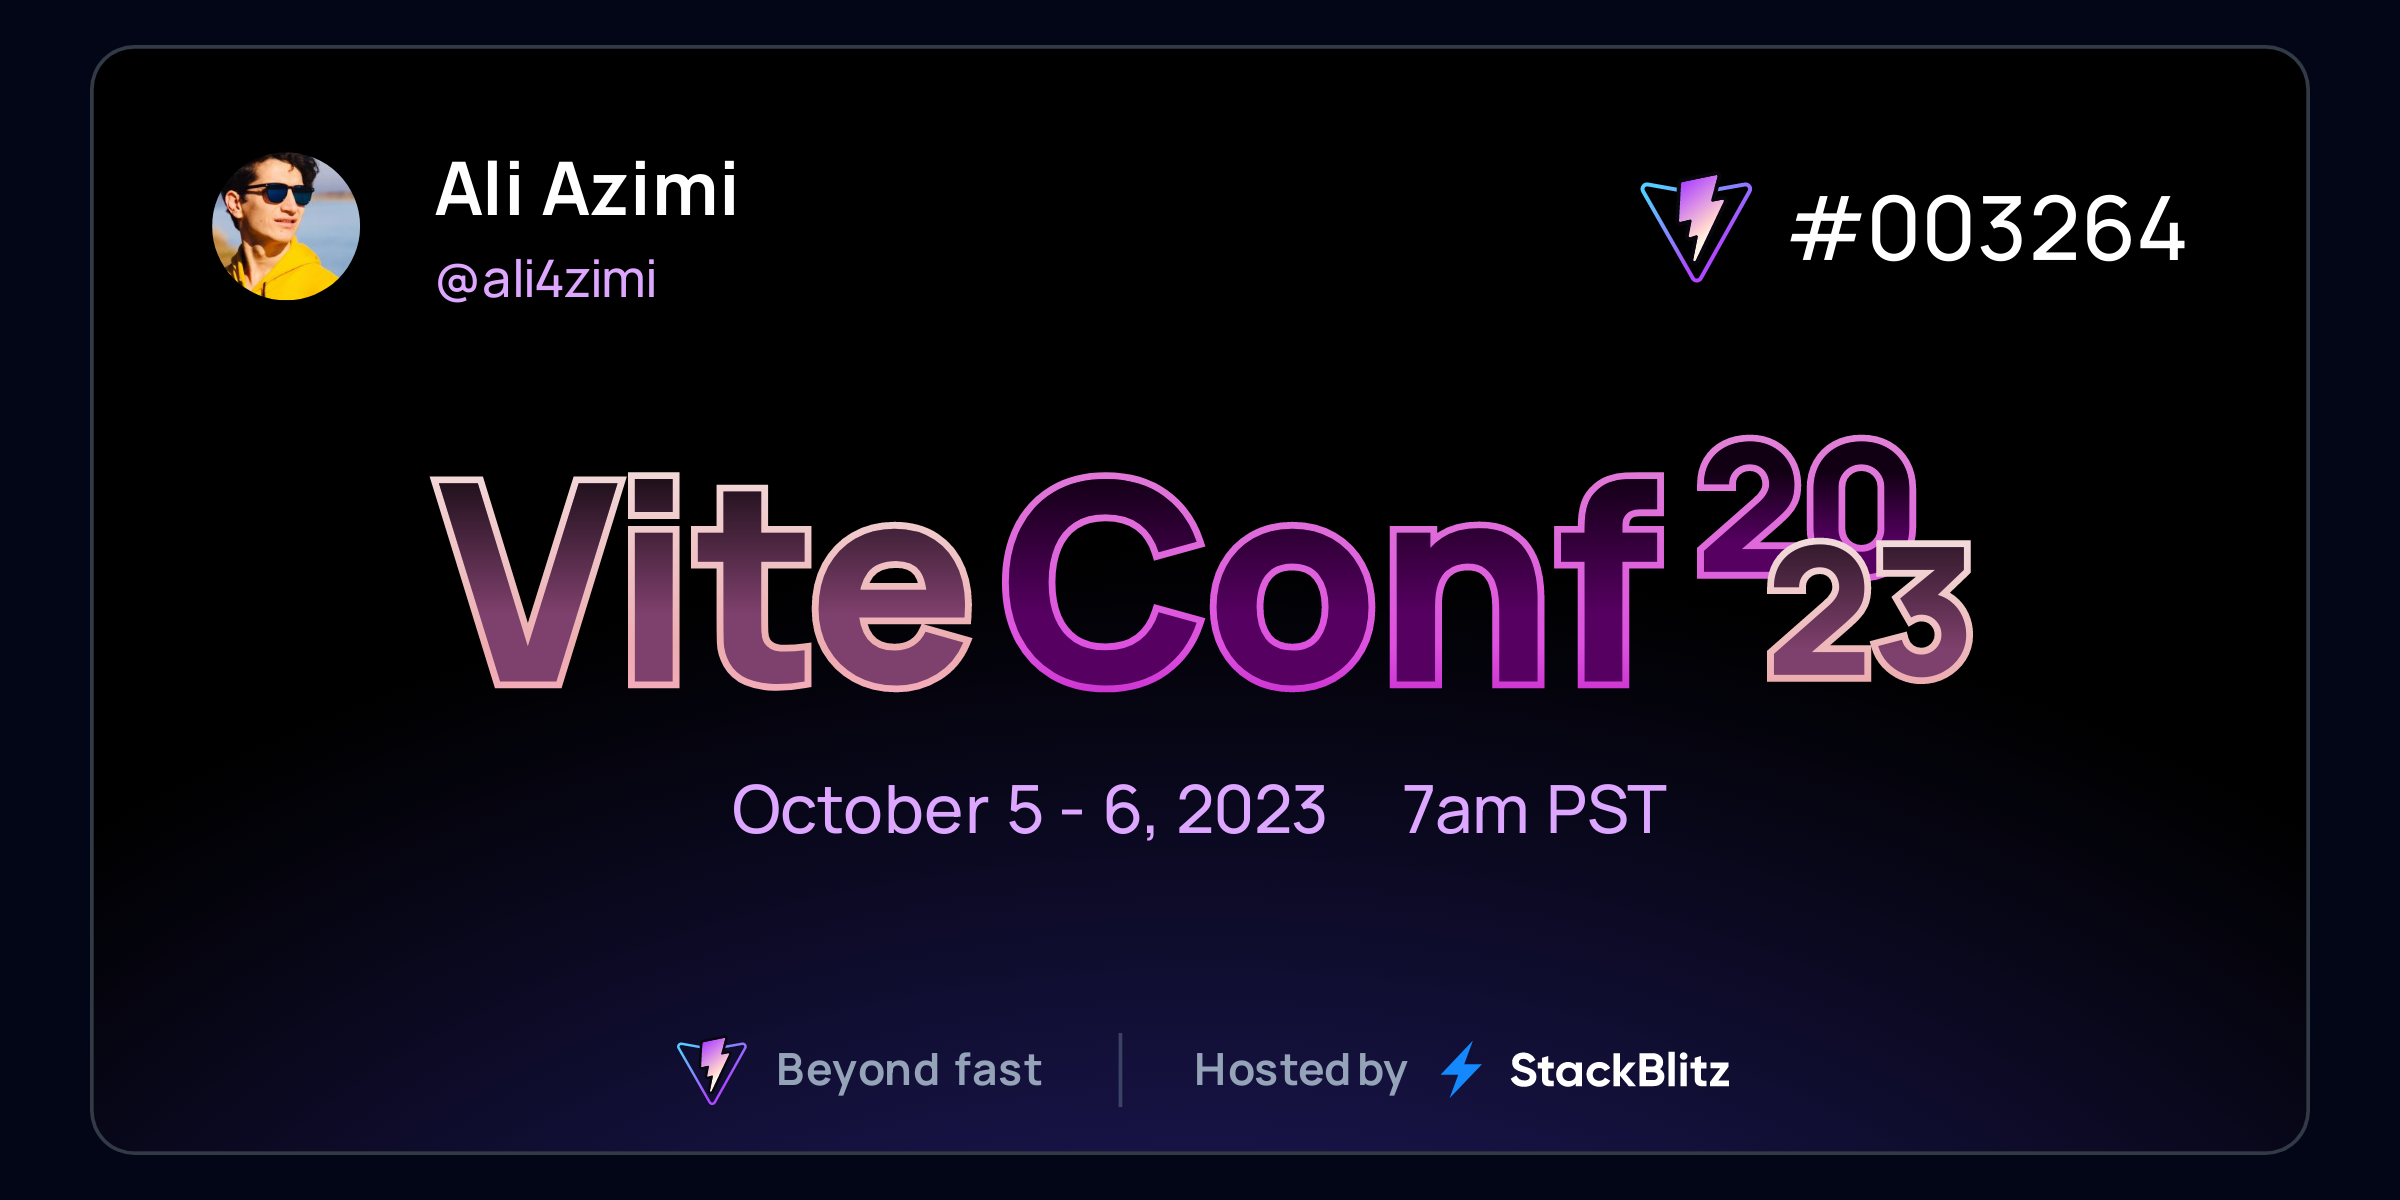 Ali Azimi
@ali4zimi
#003264
ViteConf 2023
October 5 - 6, 2023 7am PST
Beyond fast
Hosted by StackBlitz